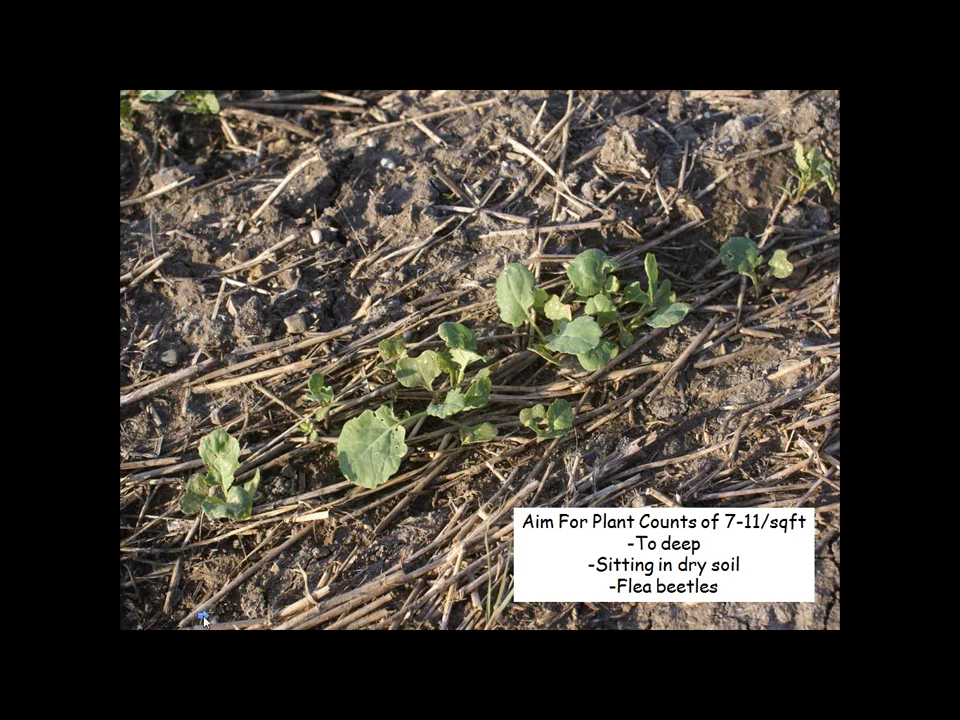 Aim For Plant Counts of 7-11/sqft
-To deep
-Sitting in dry soil
-Flea beetles